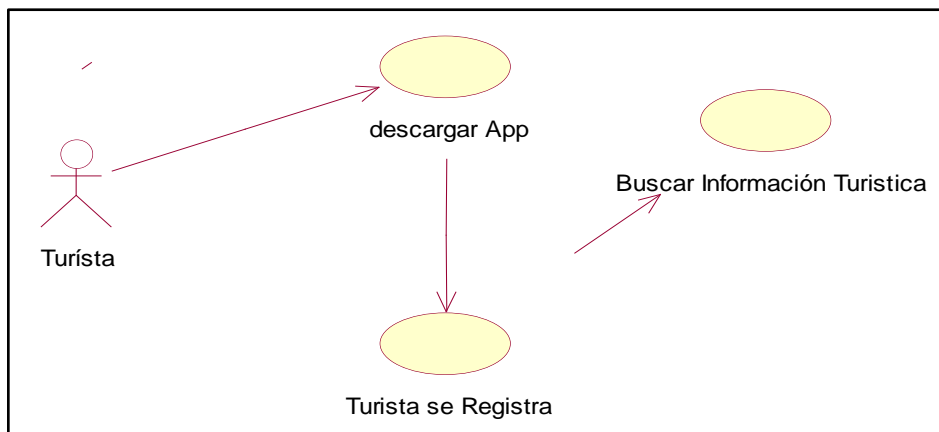 descargar App
Buscar Información Turistica
Turísta
Turista se Registra